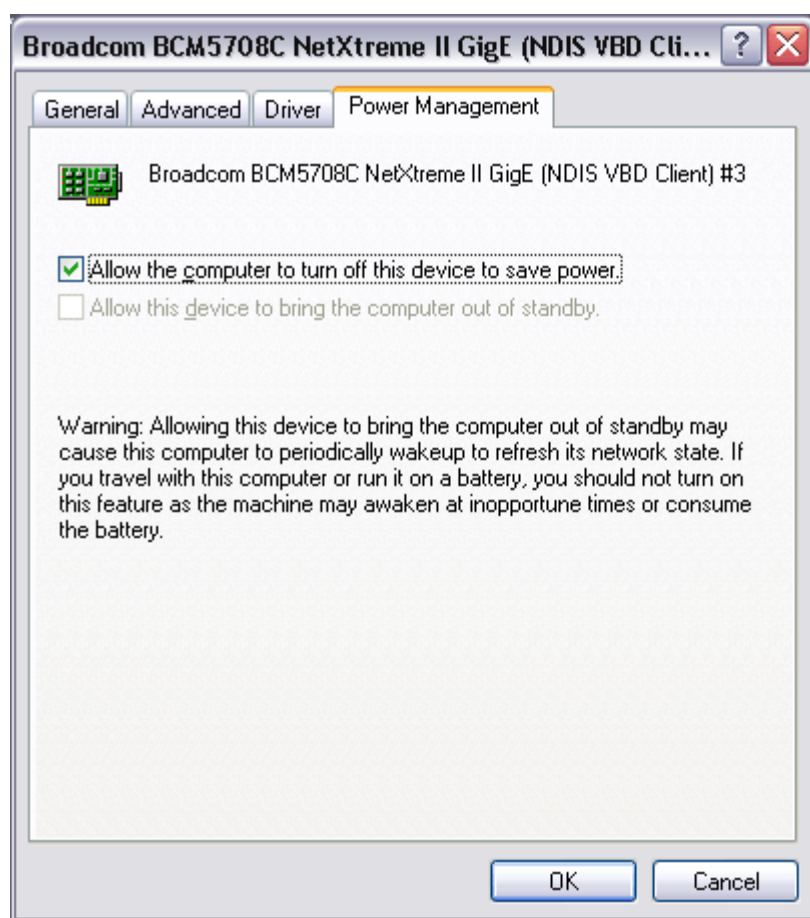 Broadcom BCM5708C NetXtreme II GigE (NDIS VBD Cli...
General
Advanced
Driver
Power Management
Broadcom BCM5708C NetXtreme II GigE (NDIS VBD Client) #3
Allow the computer to turn off this device to save power.
Allow this device to bring the computer out of standby.
Warning: Allowing this device to bring the computer out of standby may
cause this computer to periodically wakeup to refresh its network state. If
you travel with this computer or run it on a battery, you should not turn on
this feature as the machine may awaken at inopportune times or consume
the battery.
OK
Cancel